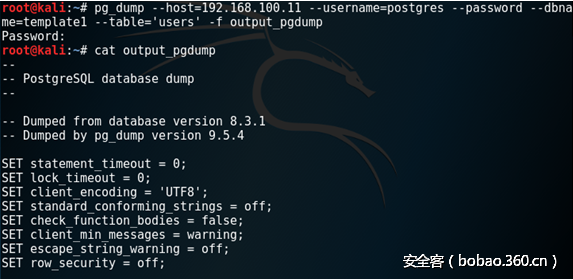 root@kali:~# pg_dump --host=192.168.100.11 --username=postgres --password --dbna
me=template1 --table='users' -f output_pgdump
Password:
root@kali:~# cat output_pgdump
--
-- PostgreSQL database dump
--
-- Dumped from database version 8.3.1
-- Dumped by pg_dump version 9.5.4
SET statement_timeout = 0;
SET lock_timeout = 0;
SET client_encoding = 'UTF8';
SET standard_conforming_strings = off;
SET check_function_bodies = false;
SET client_min_messages = warning;
SET escape_string_warning = off;
SET row_security = off;
安全客（bobao.360.cn）